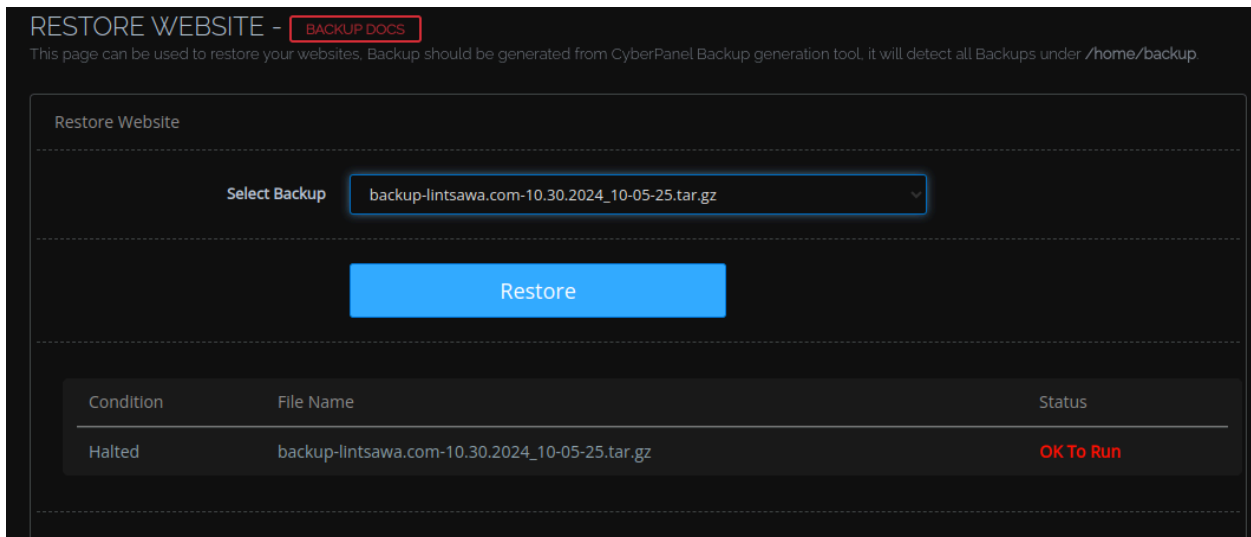 RESTORE WEBSITE - BACKUP DOCS
This page can be used to restore your websites, Backup should be generated from CyberPanel Backup generation tool, it will detect all Backups under /home/backup.
Restore Website
Select Backup backup-lintsawa.com-10.30.2024_10-05-25.tar.gz
Restore
Condition File Name Status
Halted backup-lintsawa.com-10.30.2024_10-05-25.tar.gz OK To Run